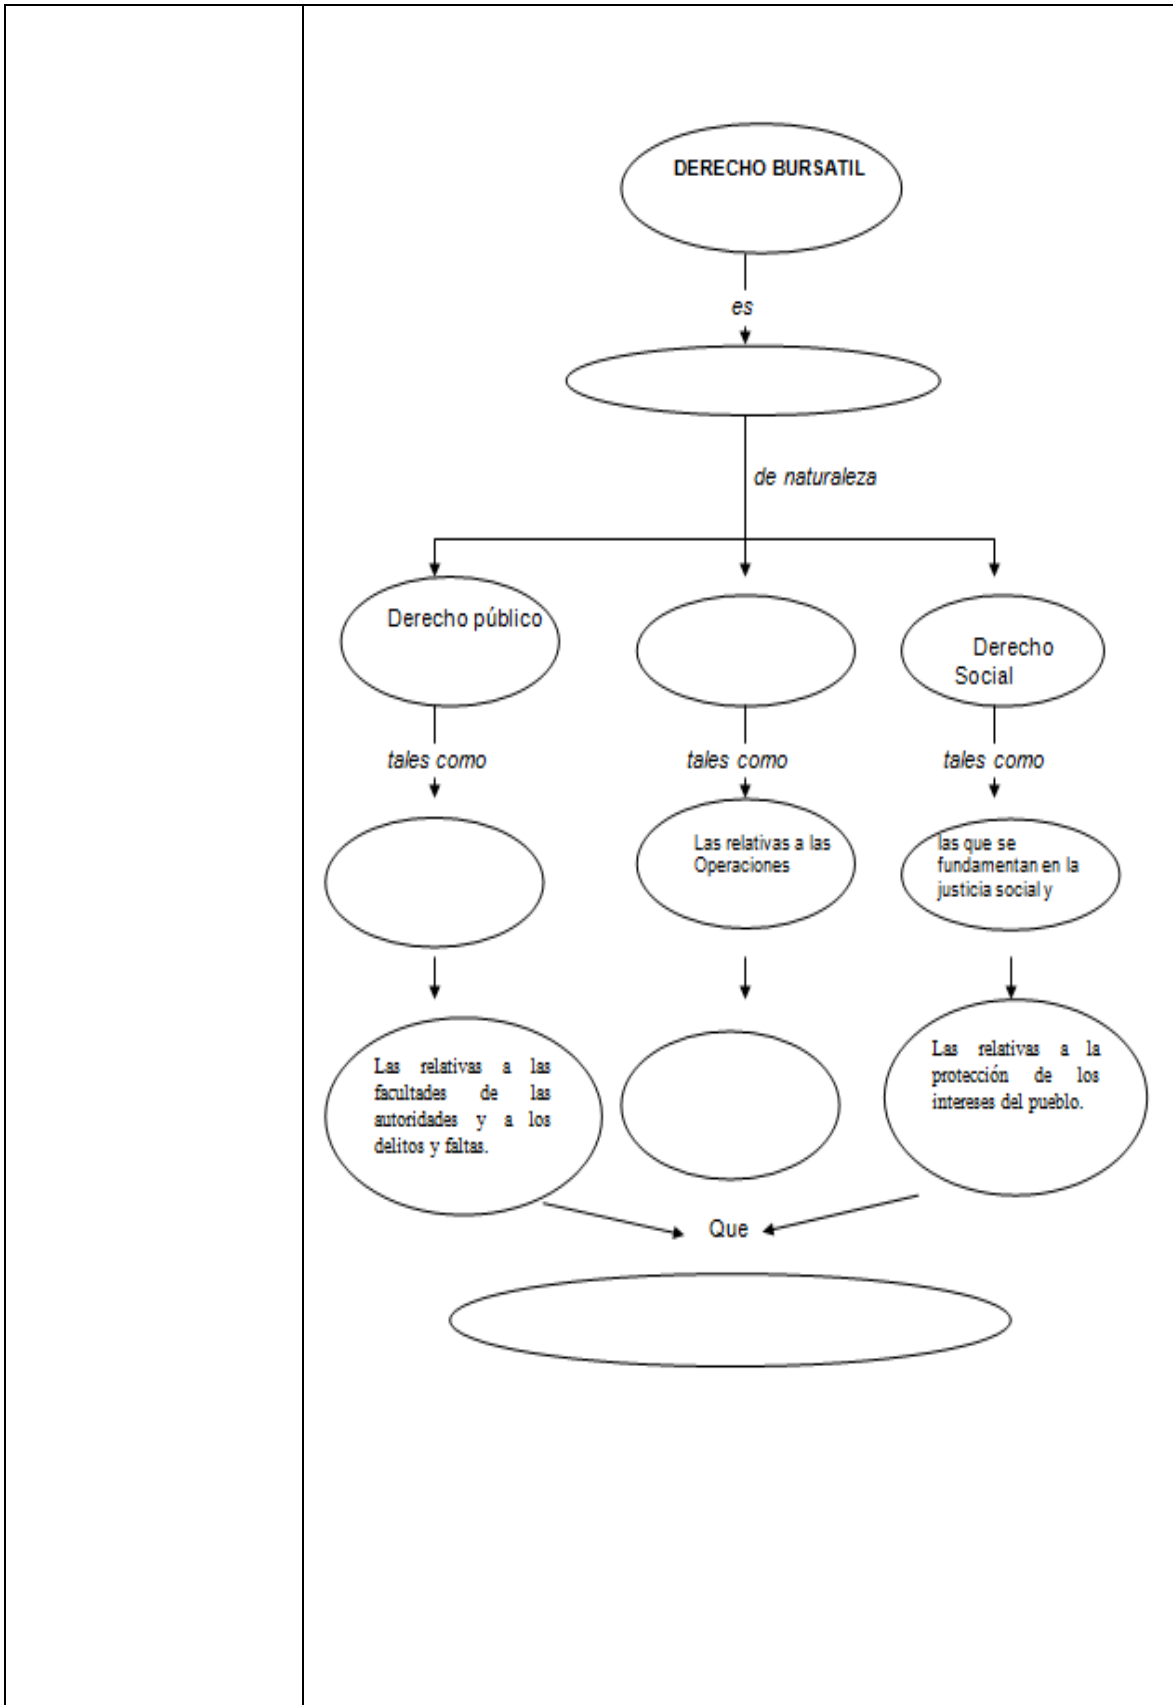 DERECHO BURSATIL
es
de naturaleza
Derecho público
Derecho
Social
tales como
tales como
tales como
Las relativas a las
Operaciones
las que se
fundamentan en la
justicia social y
Las relativas a las
facultades de las
autoridades y a los
delitos y faltas.
Las relativas a la
protección de los
intereses del pueblo.
Que